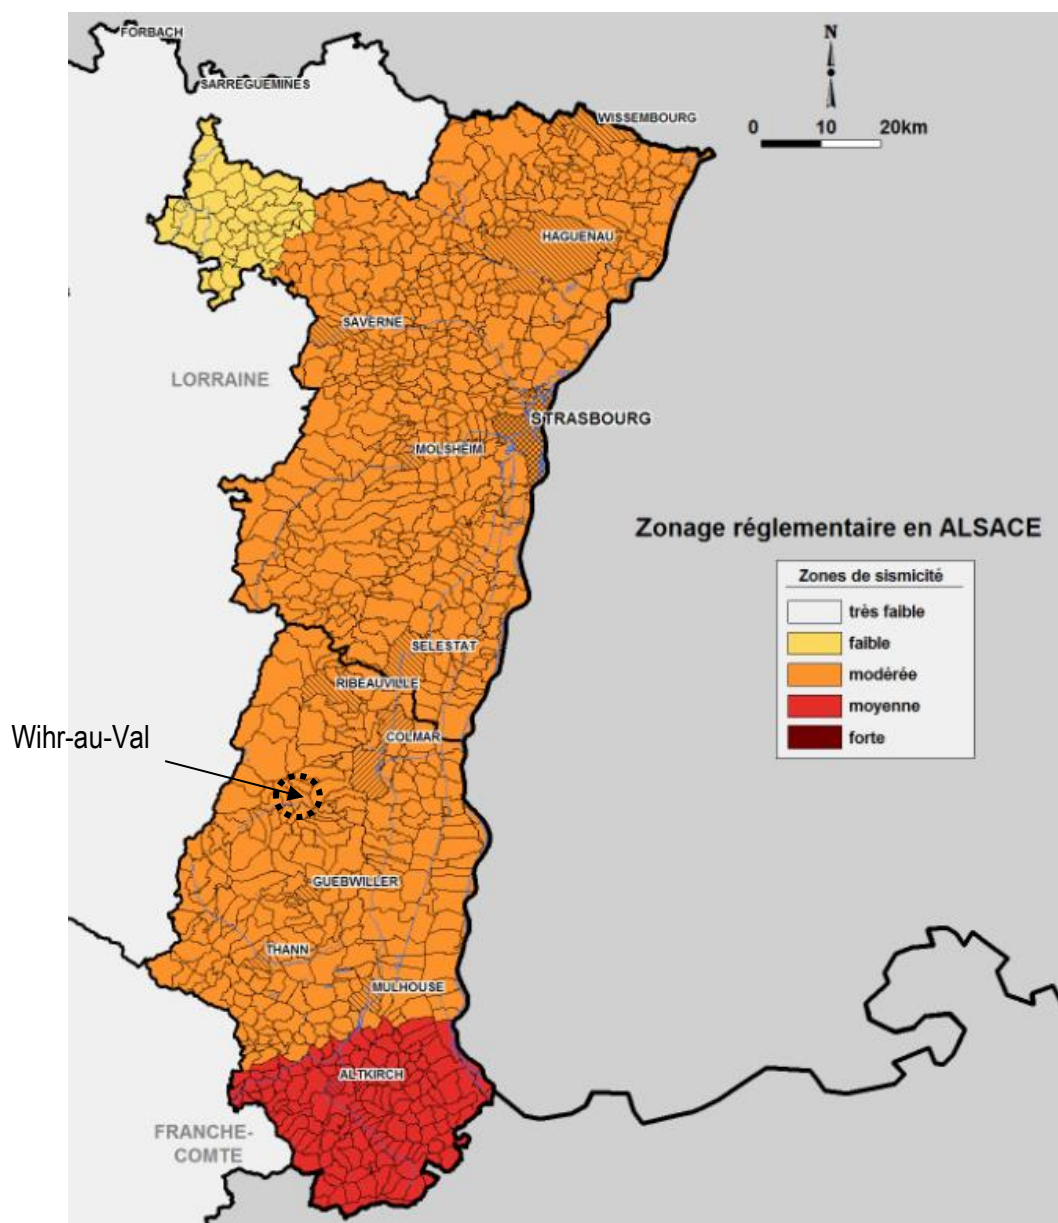 FORBACH
SARREGUEMINES
N
WISSEMBOURG
0 10 20km
HAGUENAU
SAVERNE
LORRAINE
STRASBOURG
MOLSHEIM
Zonage réglementaire en ALSACE
Zones de sismicité
très faible
faible
modérée
moyenne
forte
SELESTAT
RIBEAUVILLE
COLMAR
Wihr-au-Val
GUEBWILLER
THANN
MULHOUSE
ALTKIRCH
FRANCHE-
COMTE